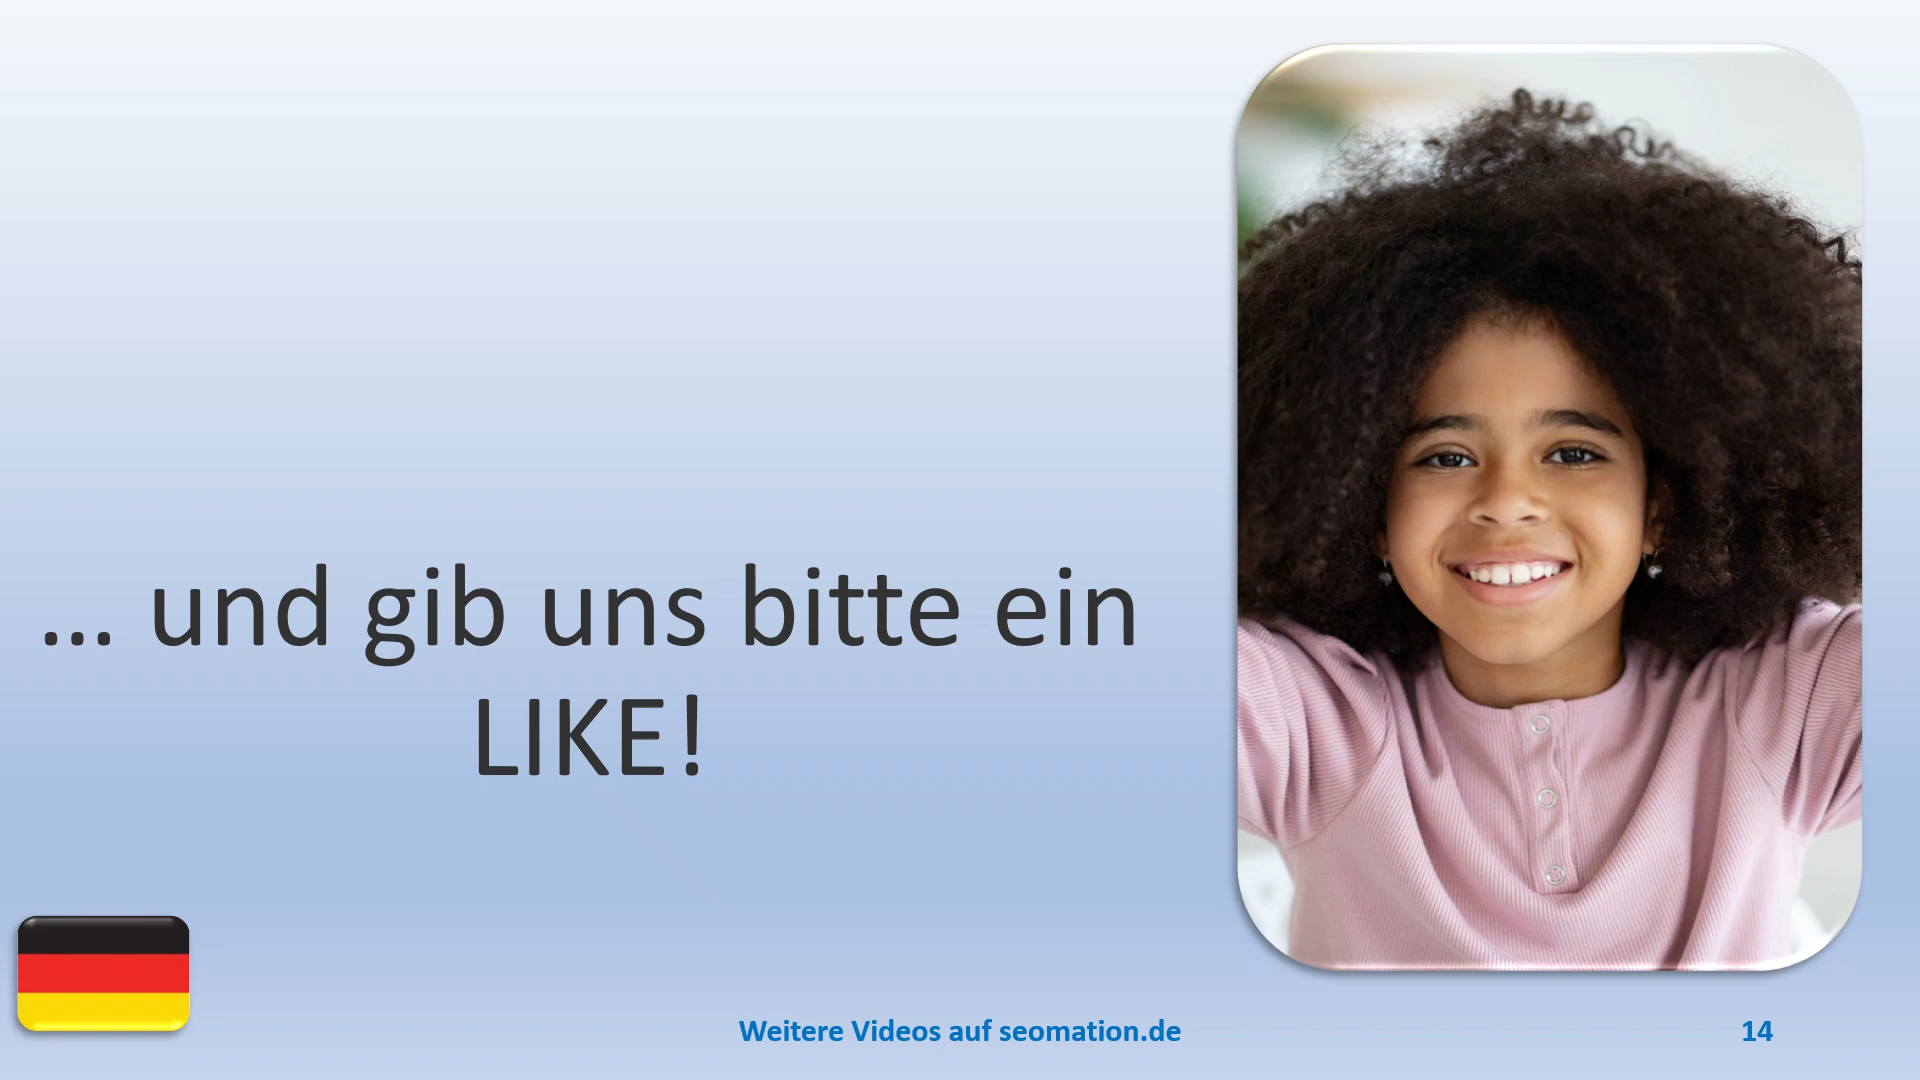 ... und gib uns bitte ein
LIKE!
Weitere Videos auf seomation.de
14